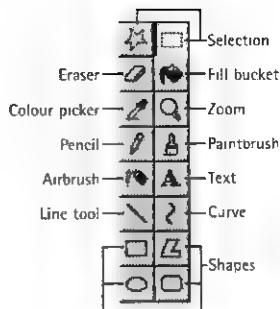 Selection
Eraser
Fill bucket
Colour picker
Zoom
Pencil
Paintbrush
Airbrush
Text
Line tool
Curve
Shapes